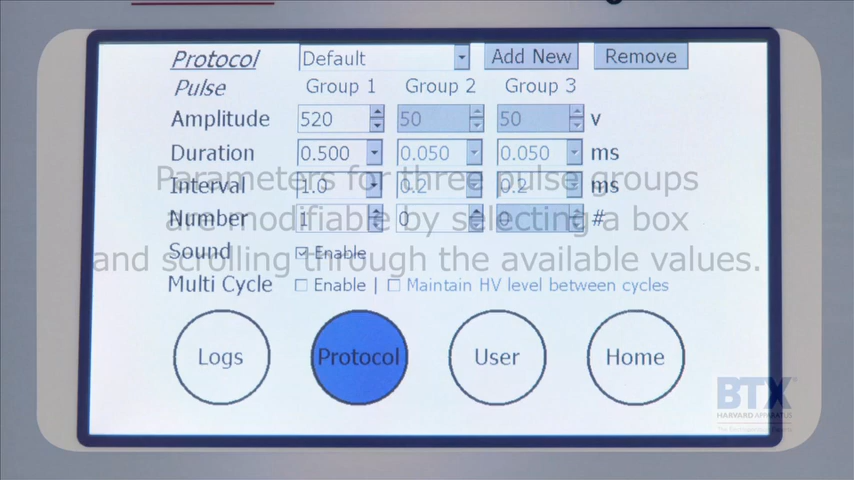 Protocol Default Add New Remove
Pulse Group 1 Group 2 Group 3
Amplitude 520 50 50 v
Duration 0.500 0.050 0.050 ms
Parameters for three pulse groups
Interval 1.0 0.2 0.2 ms
are modifiable by selecting a box
Number 1 0 0 #
Sound Enable
and scrolling through the available values.
Multi Cycle Enable | Maintain HV level between cycles
Logs Protocol User Home
BTX
HARVARD APPARATUS